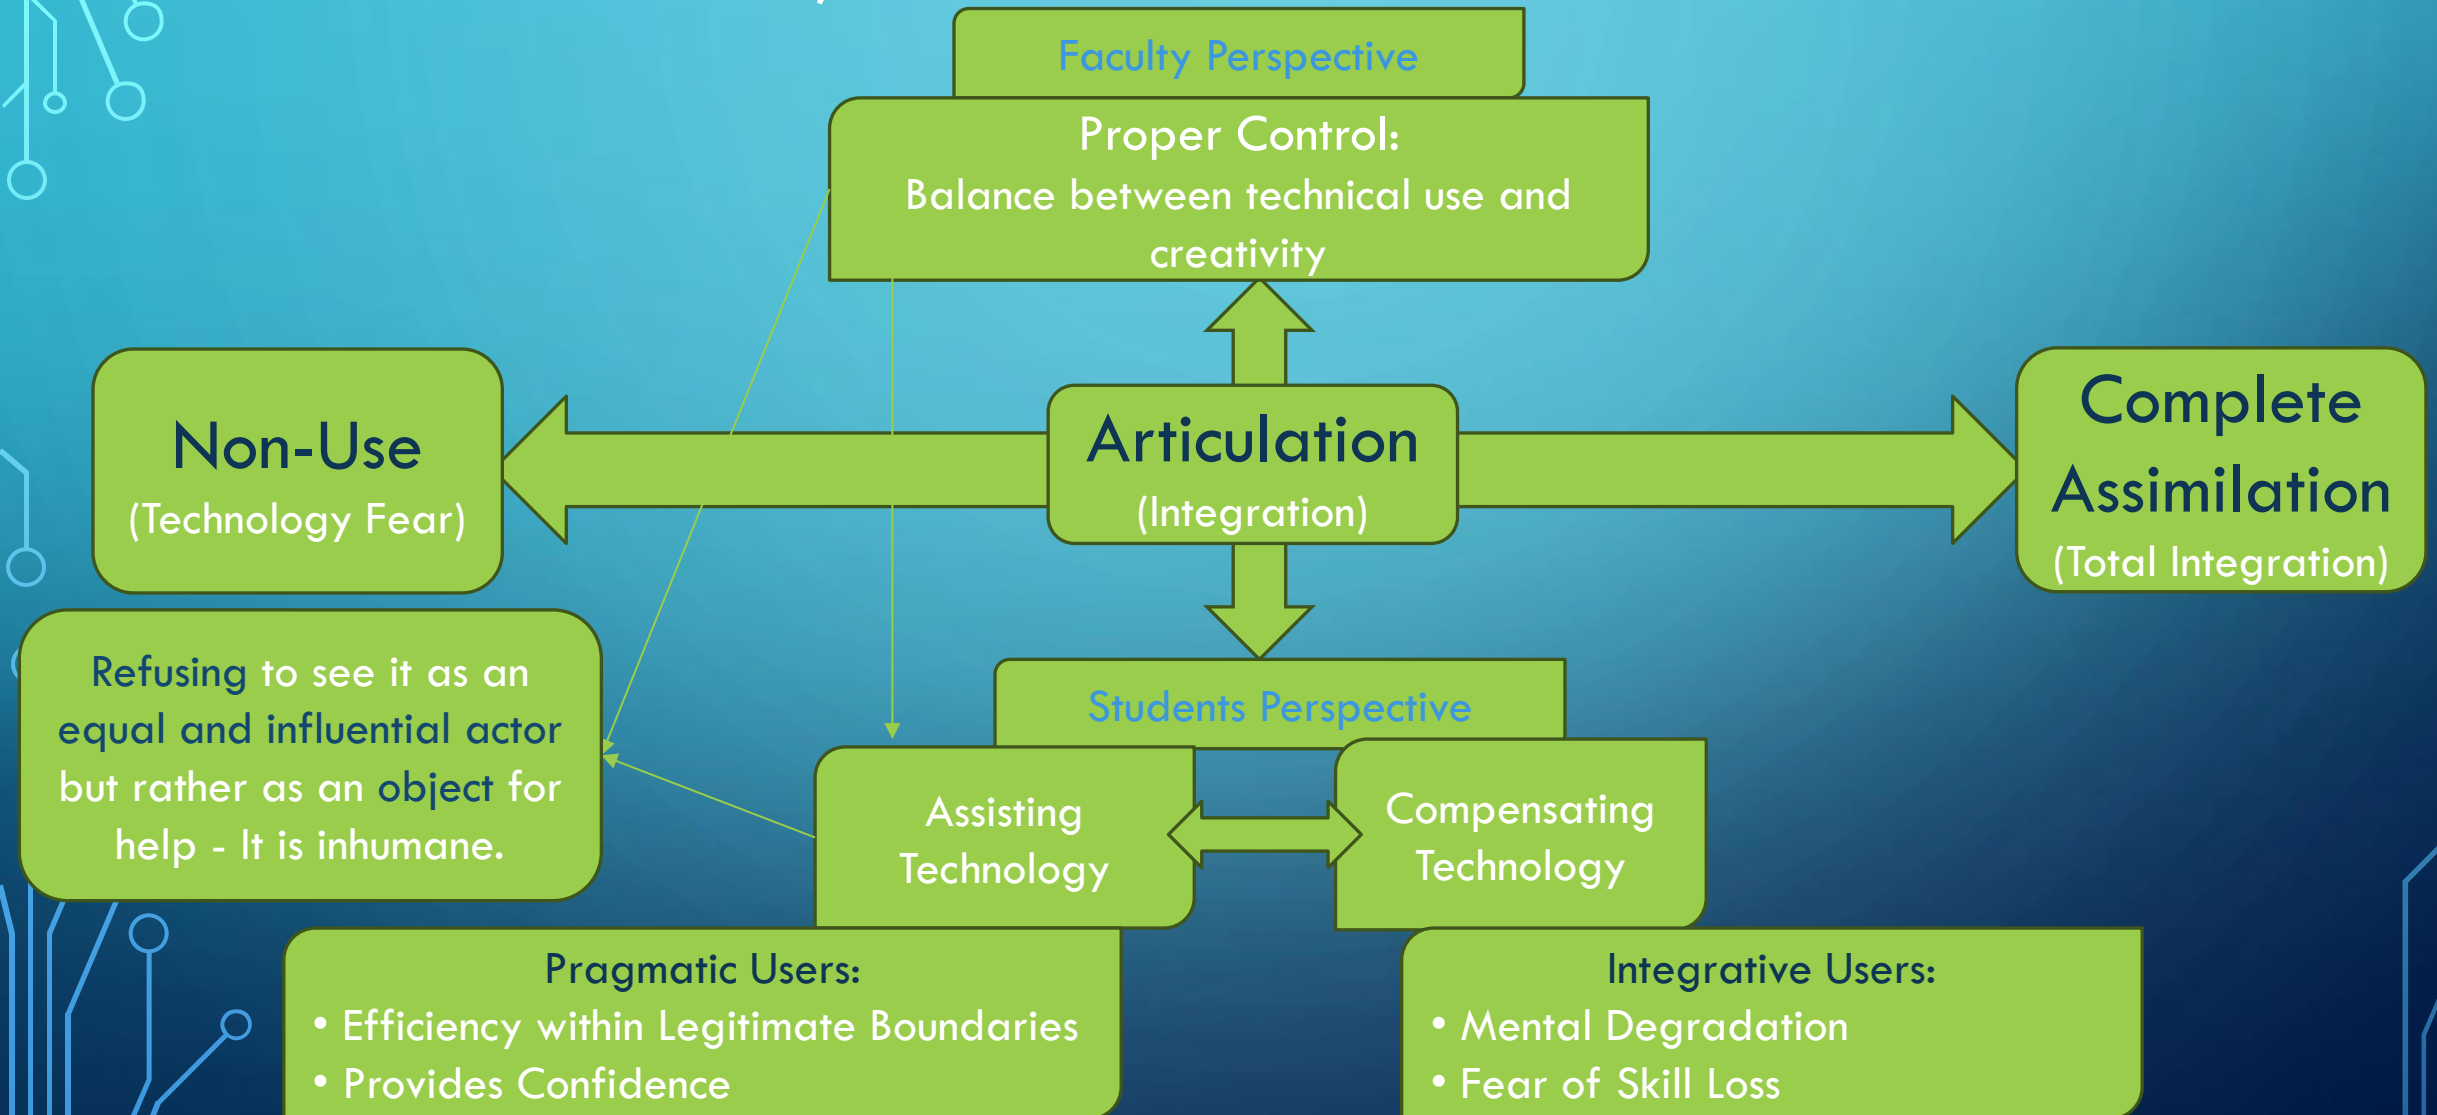 Faculty Perspective
Proper Control:
Balance between technical use and
creativity
Non-Use
(Technology Fear)
Articulation
(Integration)
Complete
Assimilation
(Total Integration)
Refusing to see it as an
equal and influential actor
but rather as an object for
help - It is inhumane.
Students Perspective
Assisting
Technology
Compensating
Technology
Pragmatic Users:
• Efficiency within Legitimate Boundaries
• Provides Confidence
Integrative Users:
• Mental Degradation
• Fear of Skill Loss